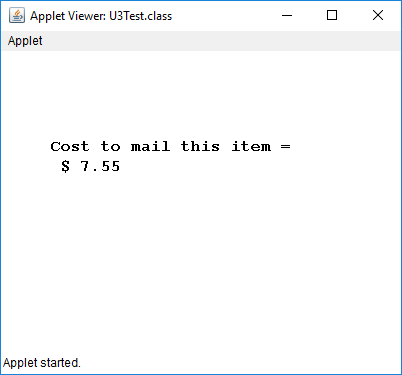 Applet Viewer: U3Test.class
Applet
Cost to mail this item =
$ 7.55
Applet started.